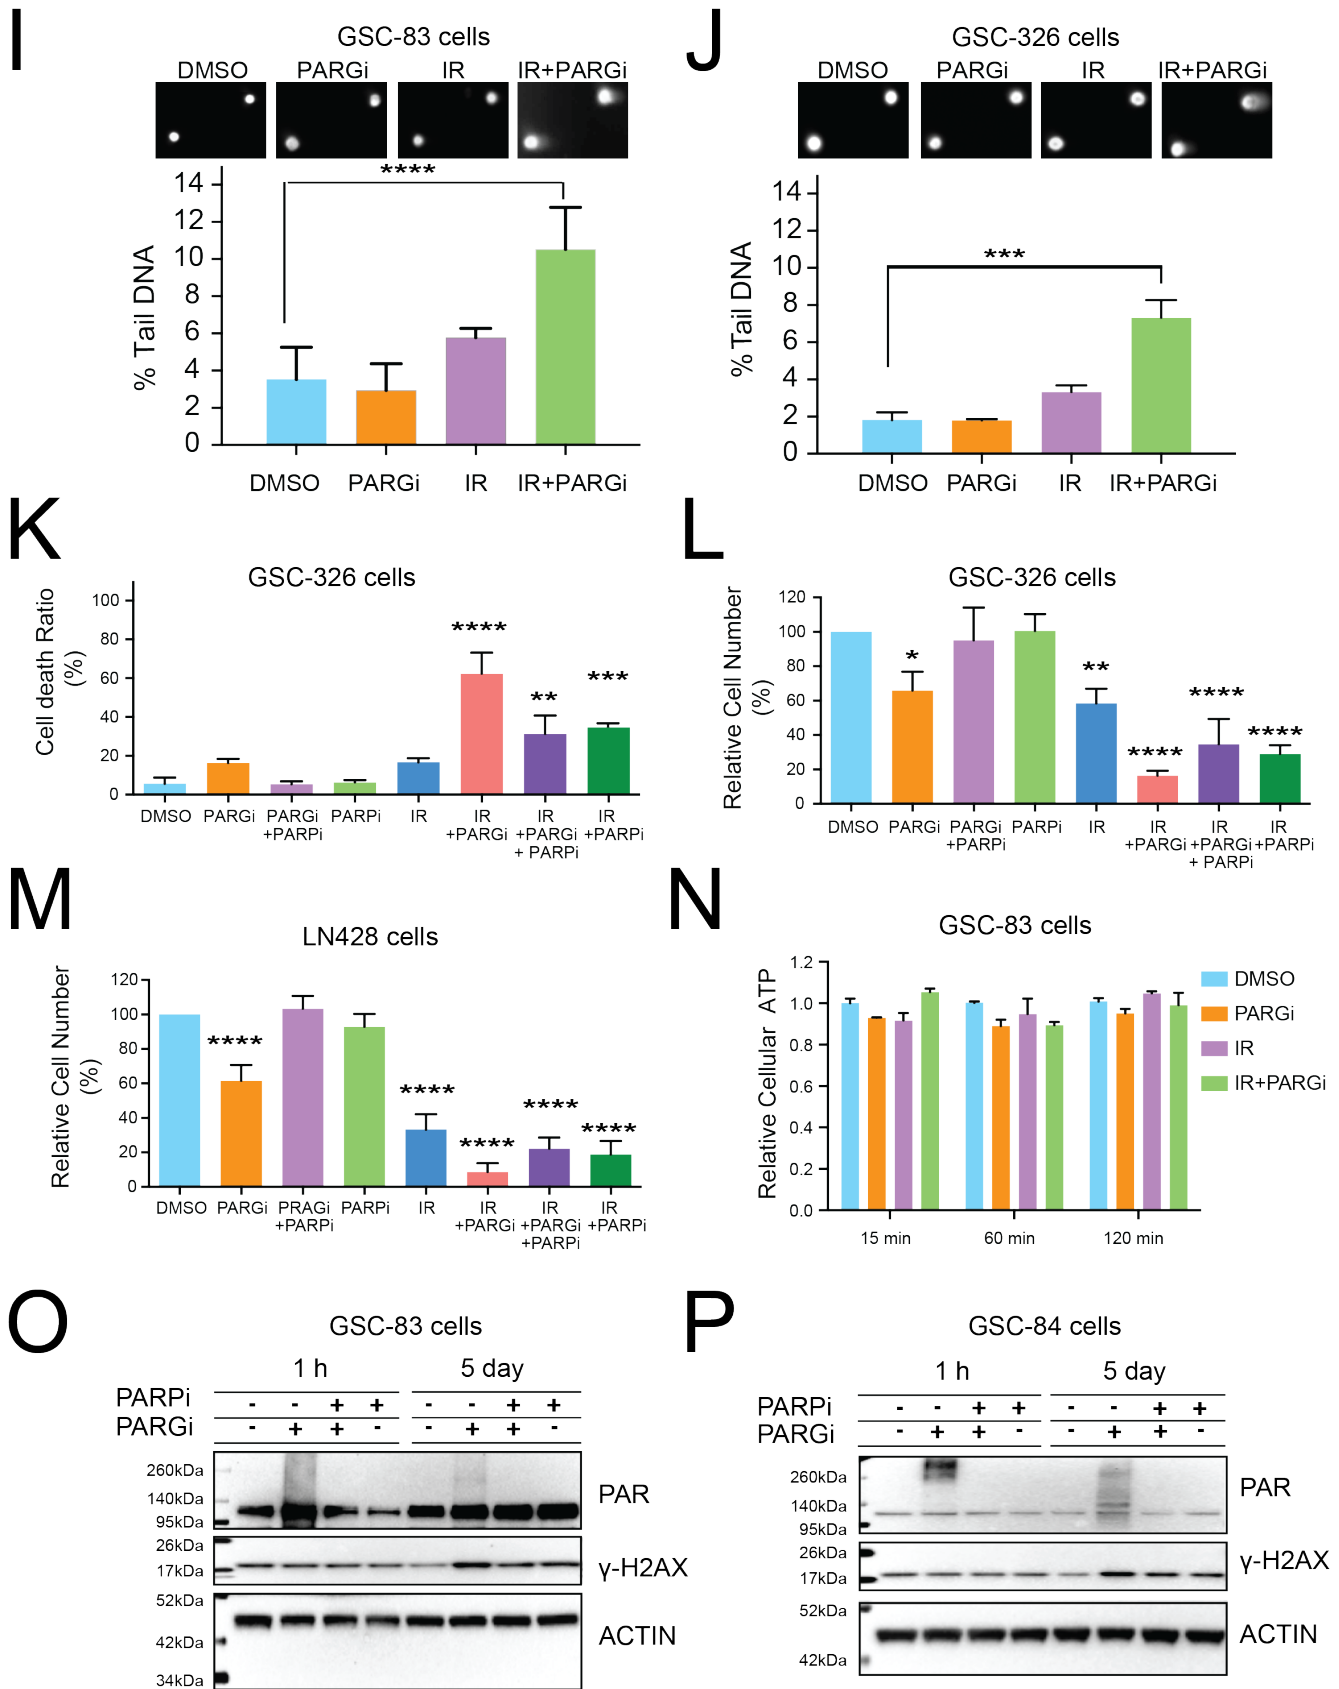 I
GSC-83 cells
DMSO PARGi IR IR+PARGi
****
% Tail DNA
14
12
10
8
6
4
2
0
DMSO PARGi IR IR+PARGi
J
GSC-326 cells
DMSO PARGi IR IR+PARGi
***
% Tail DNA
14
12
10
8
6
4
2
0
DMSO PARGi IR IR+PARGi
K
GSC-326 cells
Cell death Ratio
(%)
100
80
60
40
20
0
**** ** ***
DMSO PARGi PARGi PARPi IR IR IR IR
+PARPi +PARGi +PARGi +PARPi
+ PARPi
L
GSC-326 cells
Relative Cell Number
(%)
120
100
80
60
40
20
0
* ** **** **** ****
DMSO PARGi PARGi PARPi IR IR IR IR
+PARPi +PARGi +PARGi +PARPi
+ PARPi
M
LN428 cells
Relative Cell Number
(%)
120
100
80
60
40
20
0
**** **** **** **** ****
DMSO PARGi PRAGi PARPi IR IR IR IR
+PARPi +PARGi +PARGi +PARPi
+PARPi
N
GSC-83 cells
Relative Cellular ATP
1.2
1.0
0.8
0.6
0.4
0.2
0.0
15 min 60 min 120 min
DMSO
PARGi
IR
IR+PARGi
O
GSC-83 cells
1 h 5 day
PARPi - - + + - - + +
PARGi - + + - - + + -
260kDa
140kDa
95kDa
PAR
26kDa
17kDa
γ-H2AX
52kDa
42kDa
34kDa
ACTIN
P
GSC-84 cells
1 h 5 day
PARPi - - + + - - + +
PARGi - + + - - + + -
260kDa
140kDa
95kDa
PAR
26kDa
17kDa
γ-H2AX
52kDa
42kDa
ACTIN